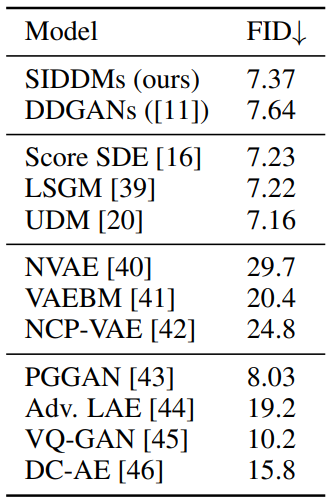 Model FID↓
SIDDMs (ours) 7.37
DDGANs ([11]) 7.64
Score SDE [16] 7.23
LSGM [39] 7.22
UDM [20] 7.16
NVAE [40] 29.7
VAEBM [41] 20.4
NCP-VAE [42] 24.8
PGGAN [43] 8.03
Adv. LAE [44] 19.2
VQ-GAN [45] 10.2
DC-AE [46] 15.8